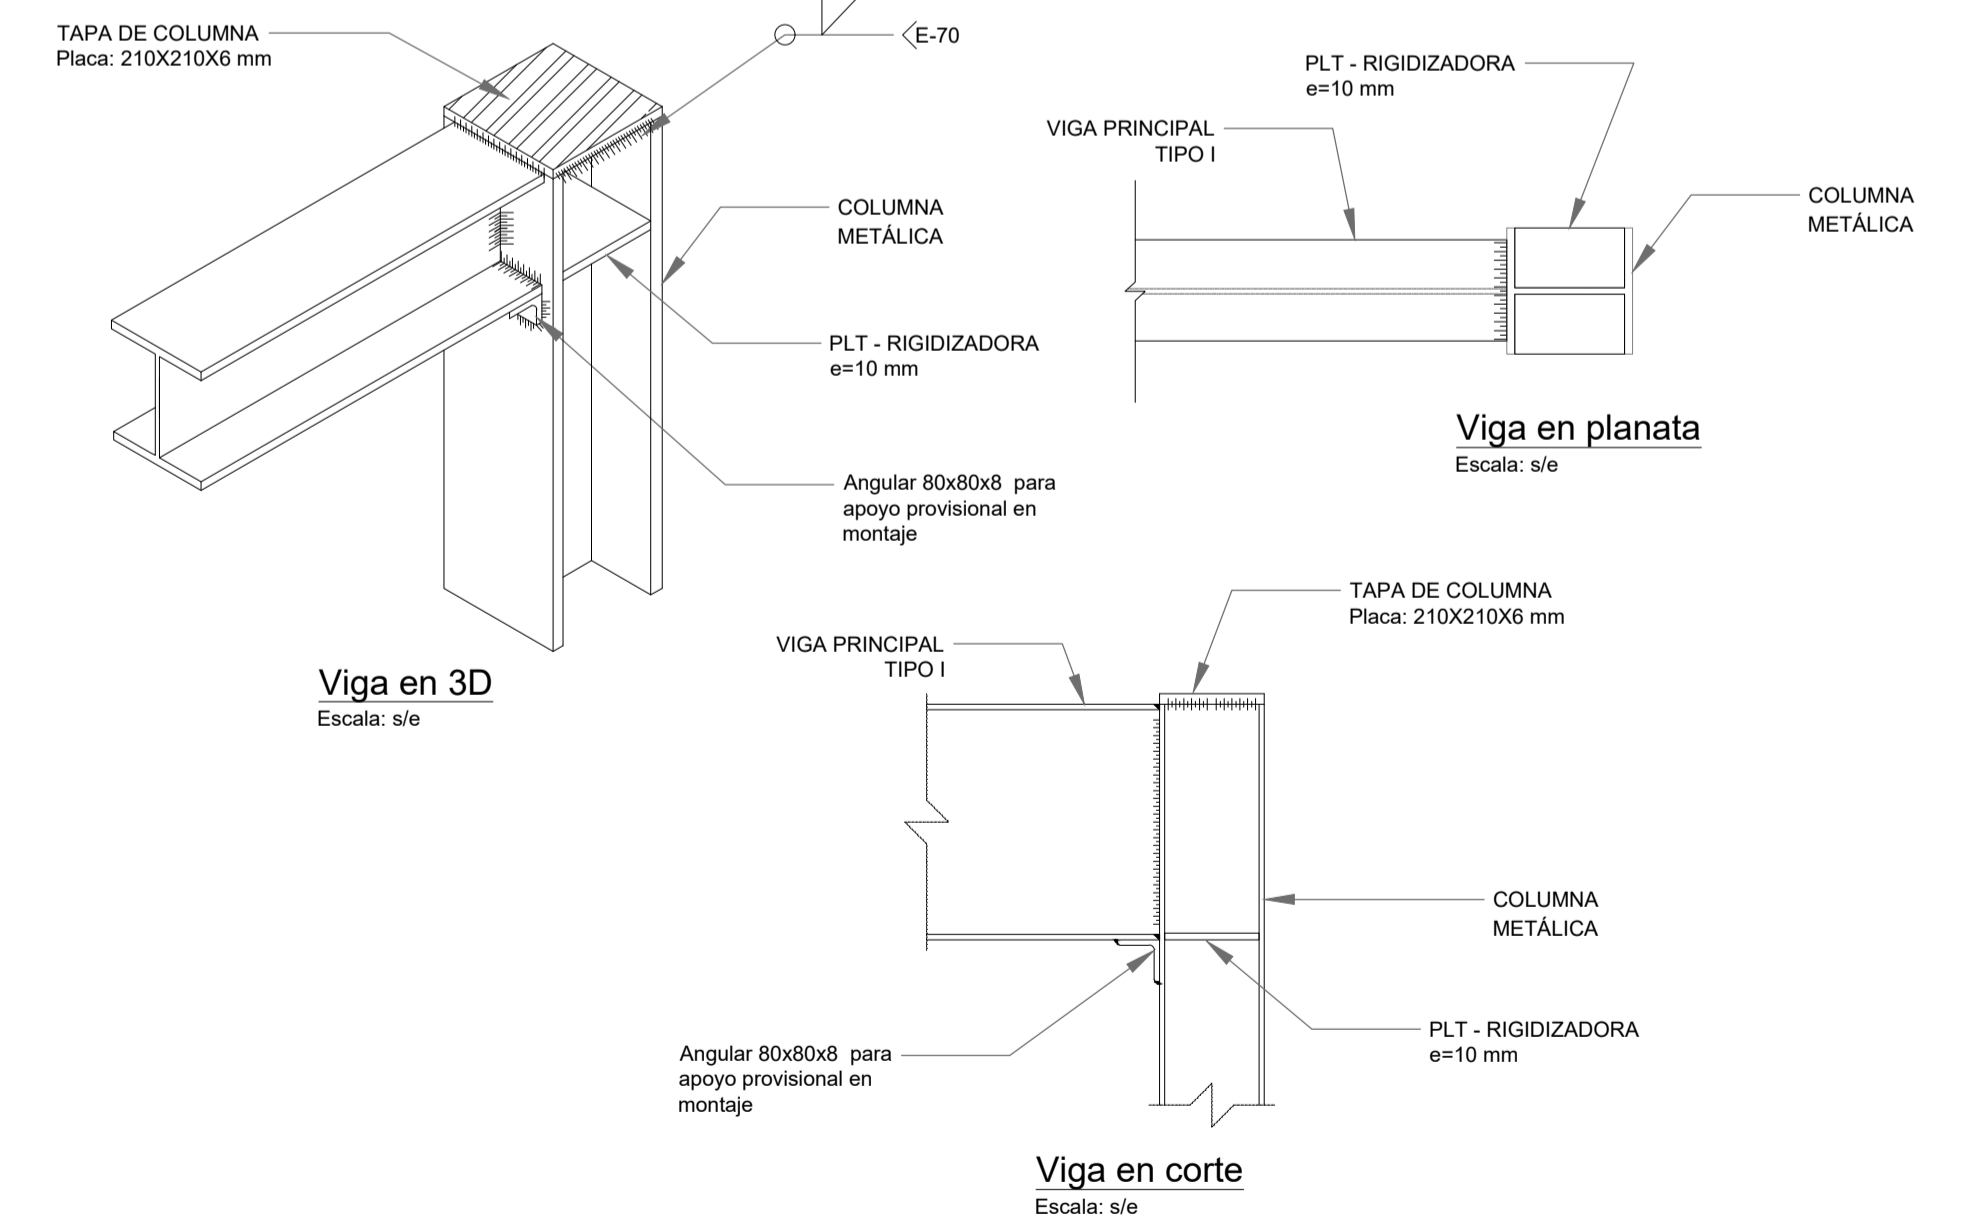 TAPA DE COLUMNA
Placa: 210X210X6 mm
E-70
COLUMNA
METÁLICA
PLT - RIGIDIZADORA
e=10 mm
Angular 80x80x8 para
apoyo provisional en
montaje
Viga en 3D
Escala: s/e
PLT - RIGIDIZADORA
e=10 mm
VIGA PRINCIPAL
TIPO I
COLUMNA
METÁLICA
Viga en planata
Escala: s/e
TAPA DE COLUMNA
Placa: 210X210X6 mm
VIGA PRINCIPAL
TIPO I
COLUMNA
METÁLICA
PLT - RIGIDIZADORA
e=10 mm
Angular 80x80x8 para
apoyo provisional en
montaje
Viga en corte
Escala: s/e